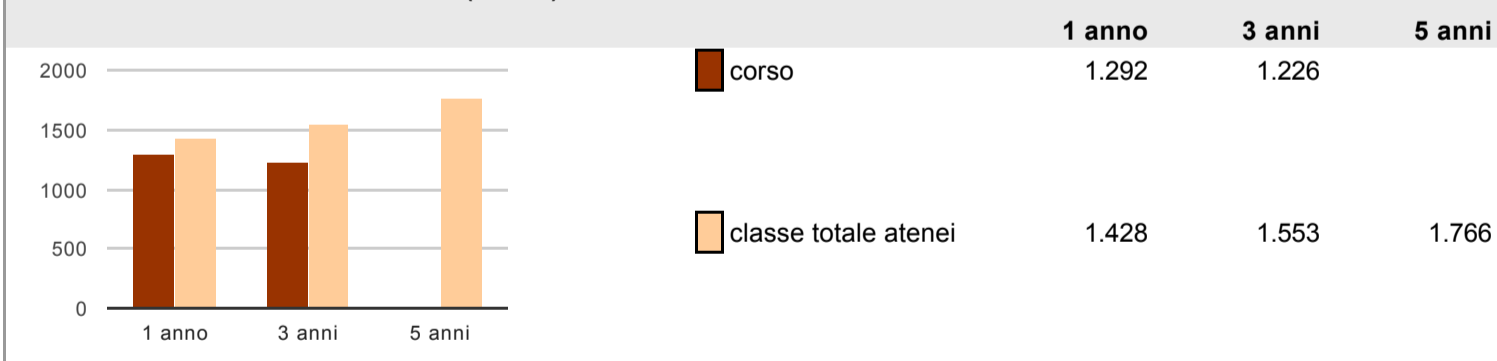 1 anno 3 anni 5 anni
2000
1500
1000
500
0
1 anno 3 anni 5 anni
corso 1.292 1.226
classe totale atenei 1.428 1.553 1.766